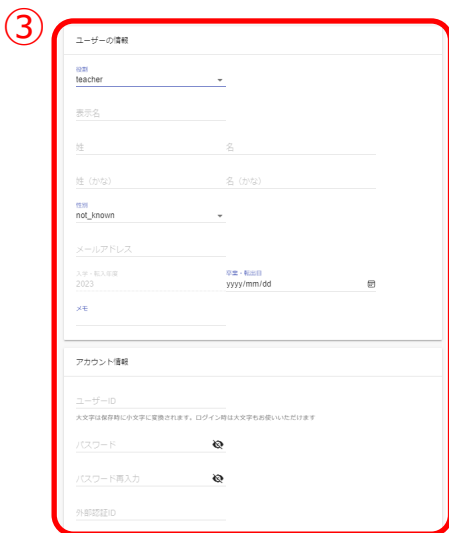 ③
ユーザーの情報
役割
teacher
表示名
姓 名
姓（かな） 名（かな）
性別
not_known
メールアドレス
入学・転入年度 卒業・転出日
2023 yyyy/mm/dd
メモ
アカウント情報
ユーザーID
大文字は保存時に小文字に変換されます。ログイン時は大文字もお使いいただけます
パスワード
パスワード再入力
外部認証ID